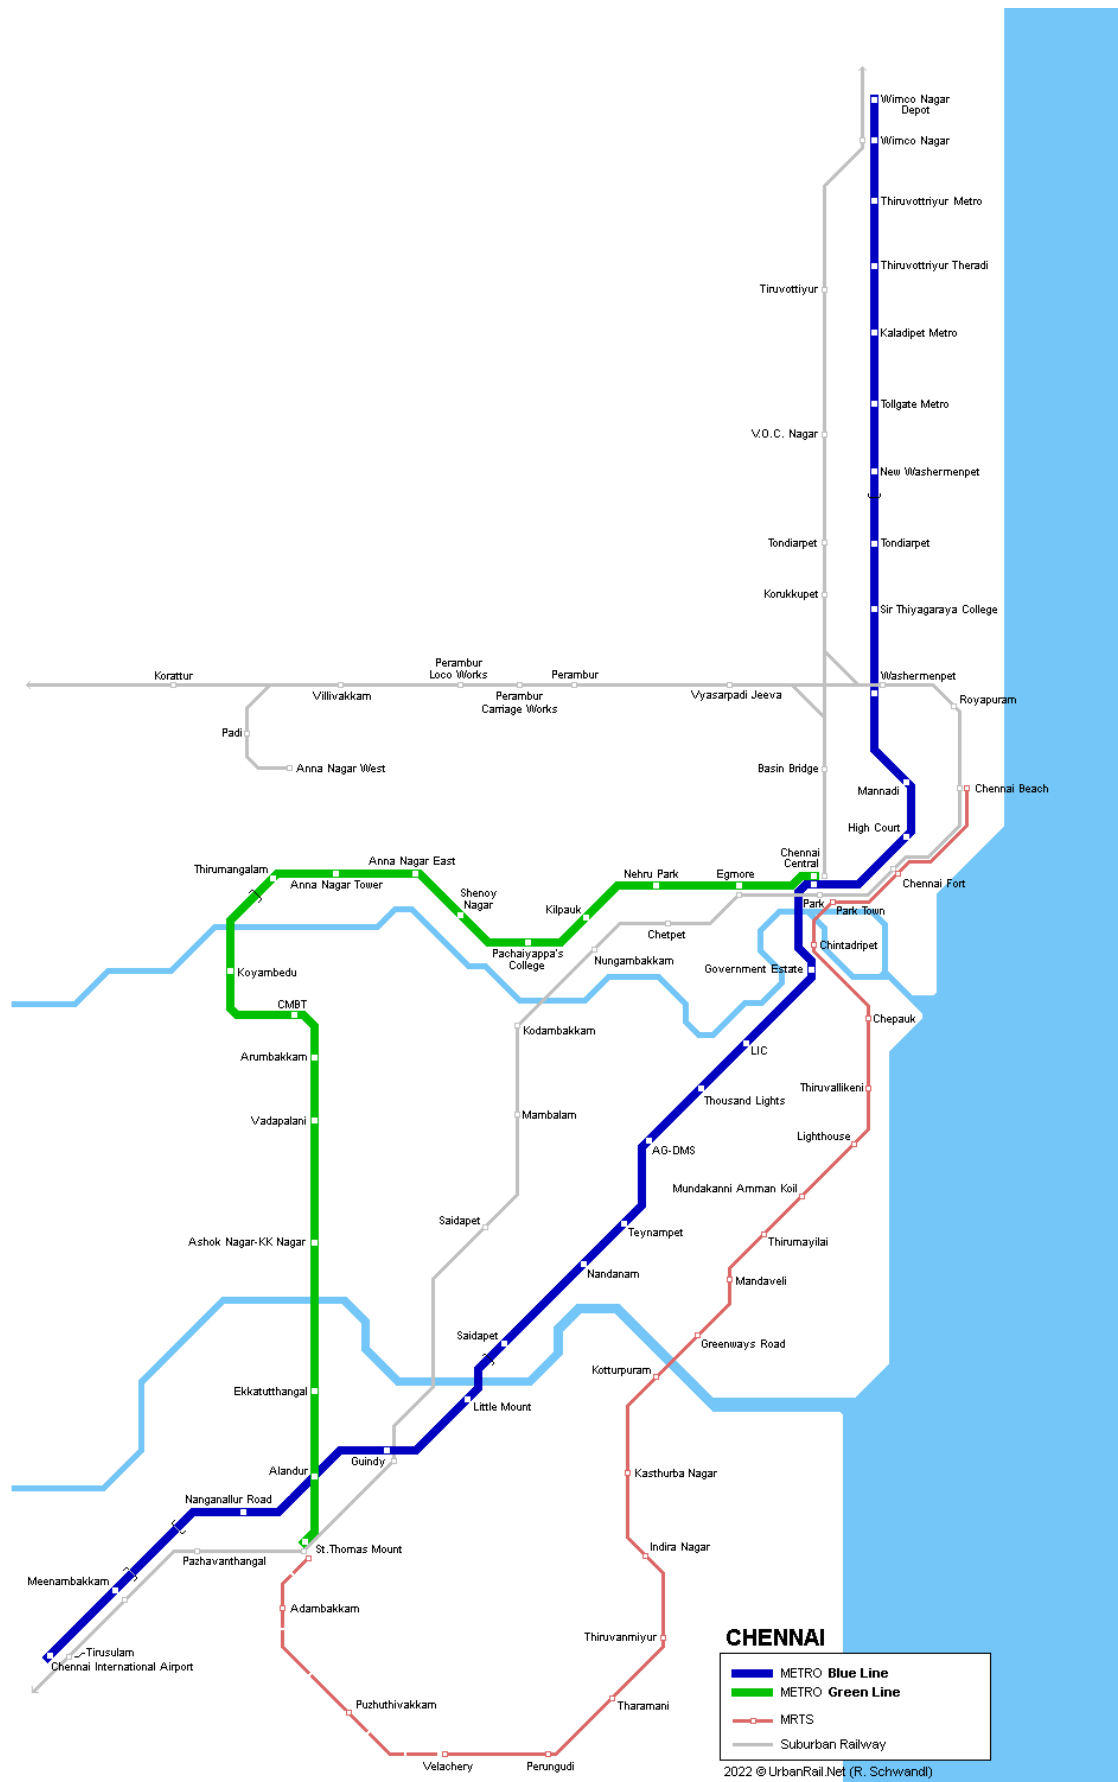 Wimco Nagar
Depot
Wimco Nagar
Thiruvottriyur Metro
Thiruvottriyur Theradi
Tiruvottiyur
Kaladipet Metro
Tollgate Metro
V.O.C. Nagar
New Washermenpet
Tondiarpet
Tondiarpet
Korukkupet
Sir Thiyagaraya College
Korattur
Villivakkam
Perambur
Loco Works
Perambur
Carriage Works
Perambur
Vyasarpadi Jeeva
Washermenpet
Royapuram
Padi
Anna Nagar West
Basin Bridge
Mannadi
Chennai Beach
High Court
Chennai
Central
Chennai Fort
Thirumangalam
Anna Nagar Tower
Anna Nagar East
Shenoy
Nagar
Kilpauk
Nehru Park
Egmore
Park
Park Town
Pachaiyappa's
College
Chetpet
Nungambakkam
Chintadripet
Koyambedu
Government Estate
CMBT
Kodambakkam
Chepauk
Arumbakkam
LIC
Thousand Lights
Thiruvallikeni
Vadapalani
Mambalam
AG-DMS
Lighthouse
Mundakanni Amman Koil
Saidapet
Teynampet
Thirumayilai
Ashok Nagar-KK Nagar
Nandanam
Mandaveli
Saidapet
Greenways Road
Kotturpuram
Ekkatutthangal
Little Mount
Guindy
Alandur
Kasthurba Nagar
Nanganallur Road
St.Thomas Mount
Indira Nagar
Pazhavanthangal
Meenambakkam
Adambakkam
Thiruvanmiyur
Tirusulam
Chennai International Airport
Puzhuthivakkam
Tharamani
Velachery
Perungudi
CHENNAI
METRO Blue Line
METRO Green Line
MRTS
Suburban Railway
2022 @ UrbanRail.Net (R. Schwandl)